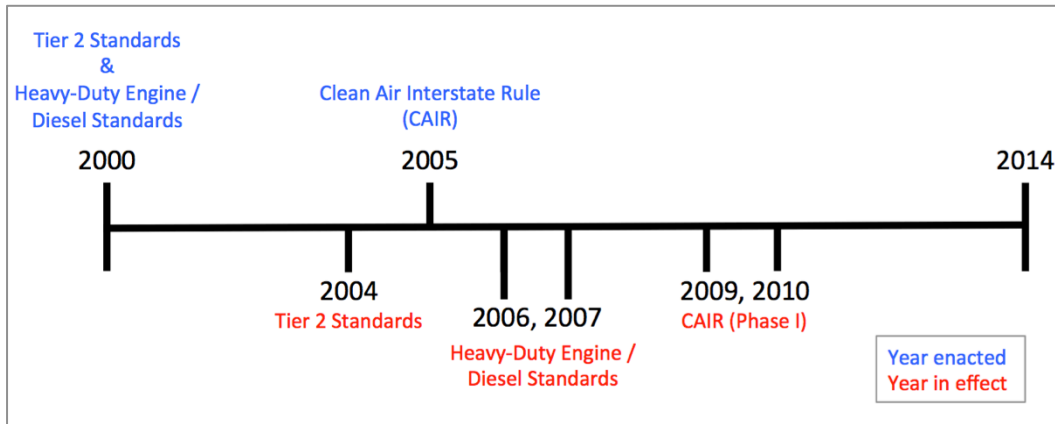 Tier 2 Standards
&
Heavy-Duty Engine /
Diesel Standards
Clean Air Interstate Rule
(CAIR)
2000
2005
2014
2004
Tier 2 Standards
2006, 2007
Heavy-Duty Engine /
Diesel Standards
2009, 2010
CAIR (Phase I)
Year enacted
Year in effect